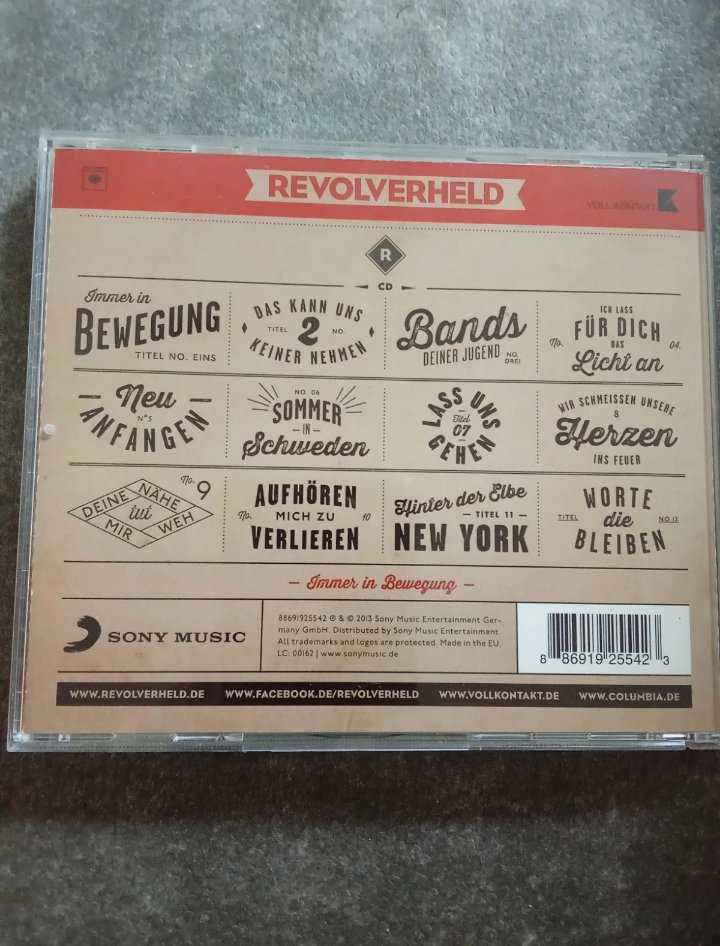 REVOLVERHELD
VOLL:KONTAKT
R
CD
Immer in
BEWEGUNG
TITEL NO. EINS
DAS KANN UNS
TITEL 2 NO.
KEINER NEHMEN
Bands
DEINER JUGEND NO. DREI
ICH LASS
No. FÜR DICH 04.
DAS
Licht an
Neu
N°5
ANFANGEN
NO. 06
SOMMER
IN
Schweden
LASS UNS
Titel
07
GEHEN
WIR SCHMEISSEN UNSERE
8
Herzen
INS FEUER
No. 9
DEINE NÄHE
tut
MIR WEH
AUFHÖREN
No. MICH ZU 10
VERLIEREN
Hinter der Elbe
– TITEL 11 –
NEW YORK
WORTE
TITEL die NO.12
BLEIBEN
– Immer in Bewegung –
SONY MUSIC
88691925542 ℗ & © 2013 Sony Music Entertainment Ger-
many GmbH. Distributed by Sony Music Entertainment.
All trademarks and logos are protected. Made in the EU.
LC: 00162 | www.sonymusic.de
8 86919 25542 3
WWW.REVOLVERHELD.DE WWW.FACEBOOK.DE/REVOLVERHELD WWW.VOLLKONTAKT.DE WWW.COLUMBIA.DE